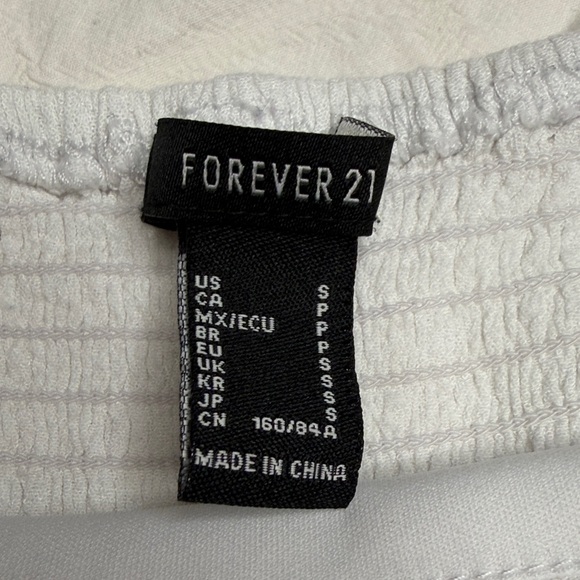 FOREVER 21
US S
CA P
MX/ECU P
BR P
EU S
UK S
KR S
JP S
CN 160/84A
MADE IN CHINA